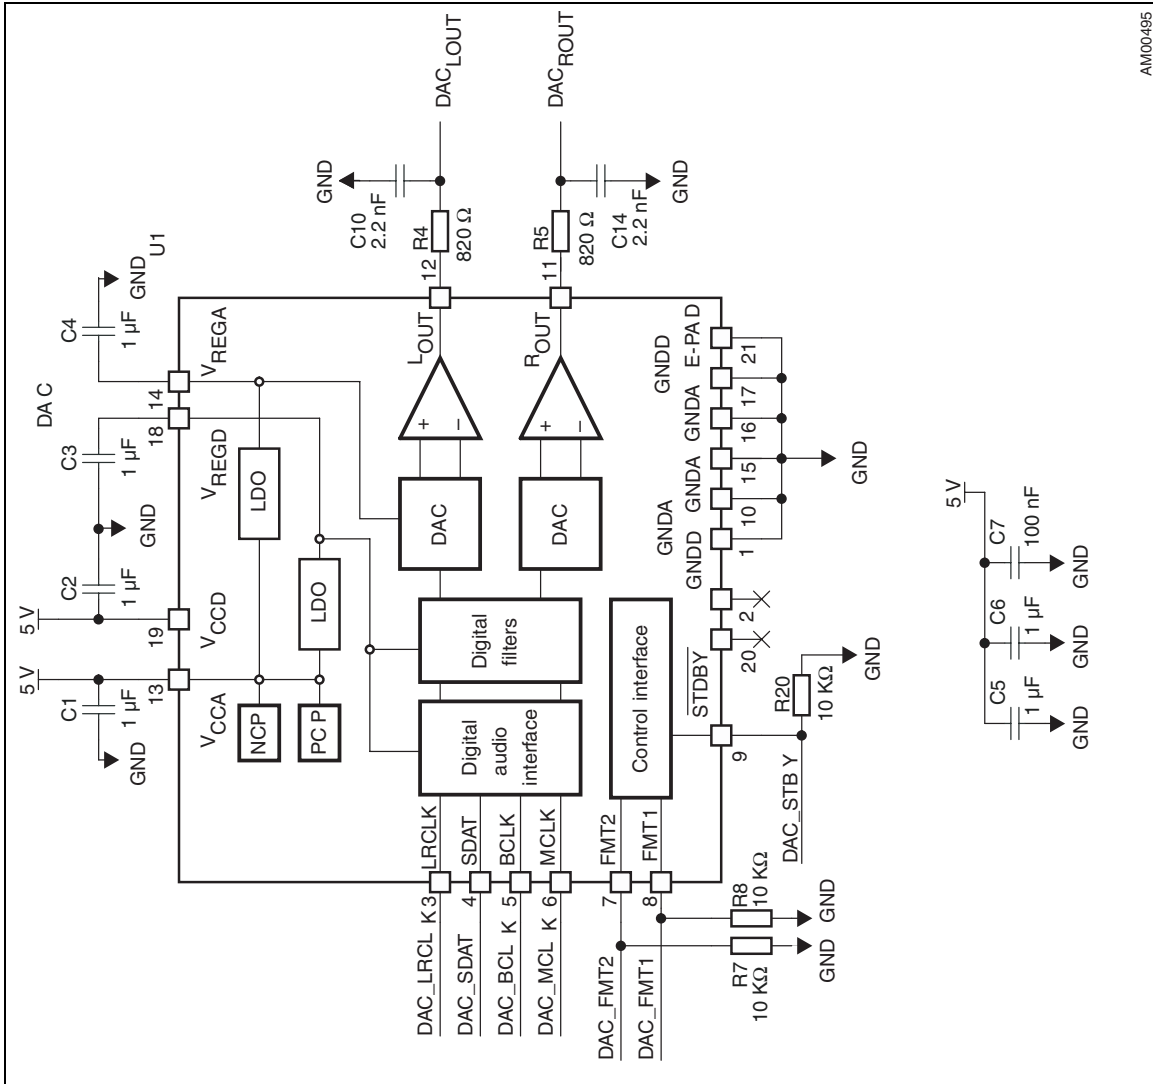 AM00495
DAC_LOUT
DAC_ROUT
GND
C10
2.2 nF
R4
820 Ω
12
R5
820 Ω
11
C14
2.2 nF
GND
U1
DA C
GND
C4
1 µF
14
V_REGA
18
C3
1 µF
V_REGD
GND
C2
1 µF
5 V
19
V_CCD
5 V
13
V_CCA
C1
1 µF
GND
LDO
LDO
NCP
PC P
L_OUT
+
–
R_OUT
+
–
DAC
DAC
Digital
filters
Digital
audio
interface
Control interface
LRCLK
SDAT
BCLK
MCLK
FMT2
FMT1
3
4
5
6
7
8
DAC_LRCL K
DAC_SDAT
DAC_BCL K
DAC_MCL K
DAC_FMT2
DAC_FMT1
R8
10 KΩ
GND
R7
10 KΩ
GND
E-PA D
21
GNDD
17
GNDA
16
GNDA
15
GNDA
10
GNDD
1
GND
2
20
STDBY
9
R20
10 KΩ
GND
DAC_STB Y
5 V
C7
100 nF
GND
C6
1 µF
GND
C5
1 µF
GND